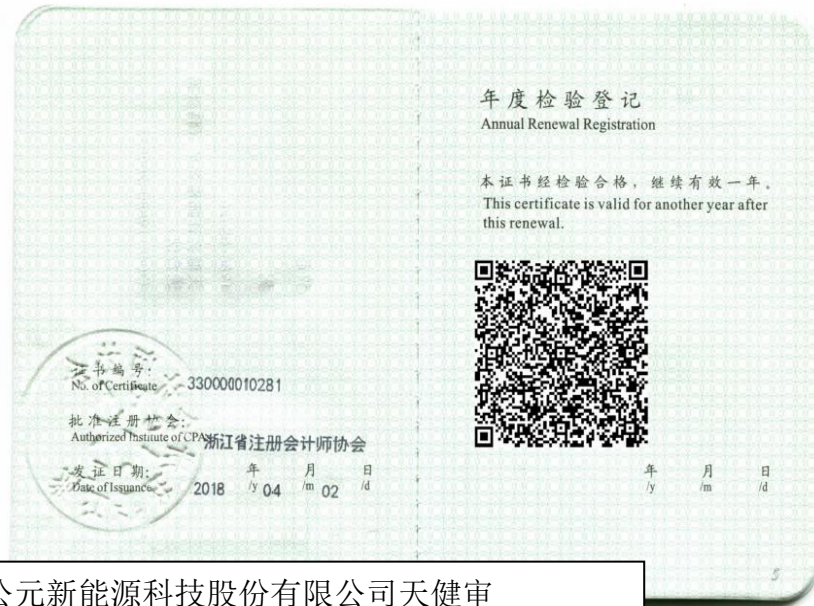 证书编号:
No. of Certificate
330000010281
批准注册协会:
Authorized Institute of CPAs
浙江省注册会计师协会
发证日期:
Date of Issuance
2018 年/y 04 月/m 02 日/d
年度检验登记
Annual Renewal Registration
本证书经检验合格，继续有效一年。
This certificate is valid for another year after
this renewal.
年/y 月/m 日/d
5
公元新能源科技股份有限公司天健审